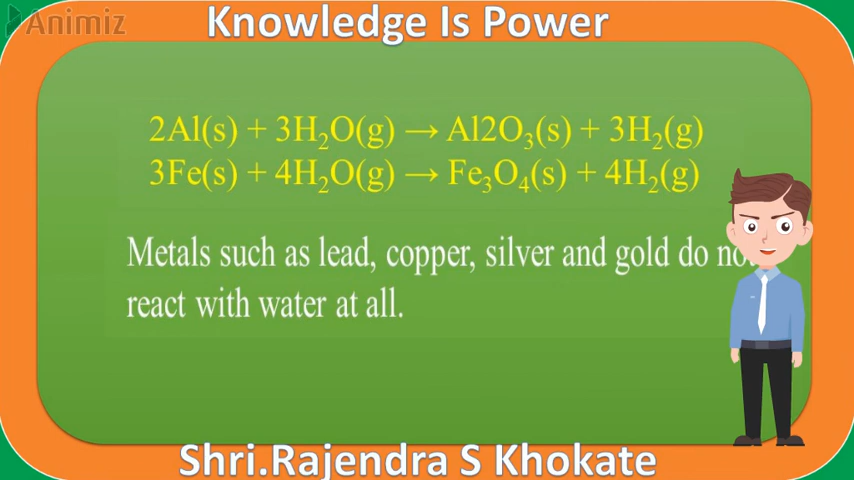 Animiz
Knowledge Is Power
2Al(s) + 3H₂O(g) → Al2O₃(s) + 3H₂(g)
3Fe(s) + 4H₂O(g) → Fe₃O₄(s) + 4H₂(g)
Metals such as lead, copper, silver and gold do not
react with water at all.
Shri.Rajendra S Khokate